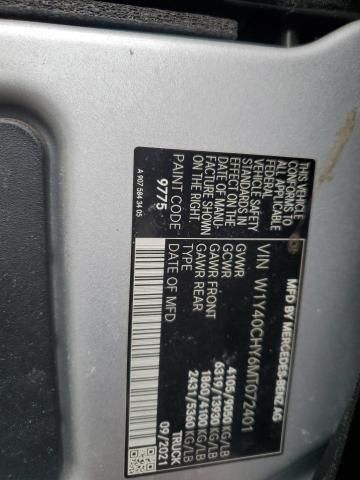 MFD BY MERCEDES-BENZ AG
VIN W1Y40CHY6MT072401
GVWR 4105/9050 KG/LB
GCWR 6319/13930 KG/LB
GAWR FRONT 1860/4100 KG/LB
GAWR REAR 2431/5360 KG/LB
TYPE TRUCK
DATE OF MFD 09/2021
THIS VEHICLE
CONFORMS TO
ALL APPLICABLE
FEDERAL MOTOR
VEHICLE SAFETY
STANDARDS IN
EFFECT ON THE
DATE OF MANU-
FACTURE SHOWN
ON THE RIGHT.
PAINT CODE
9775
A 907 584 34 05